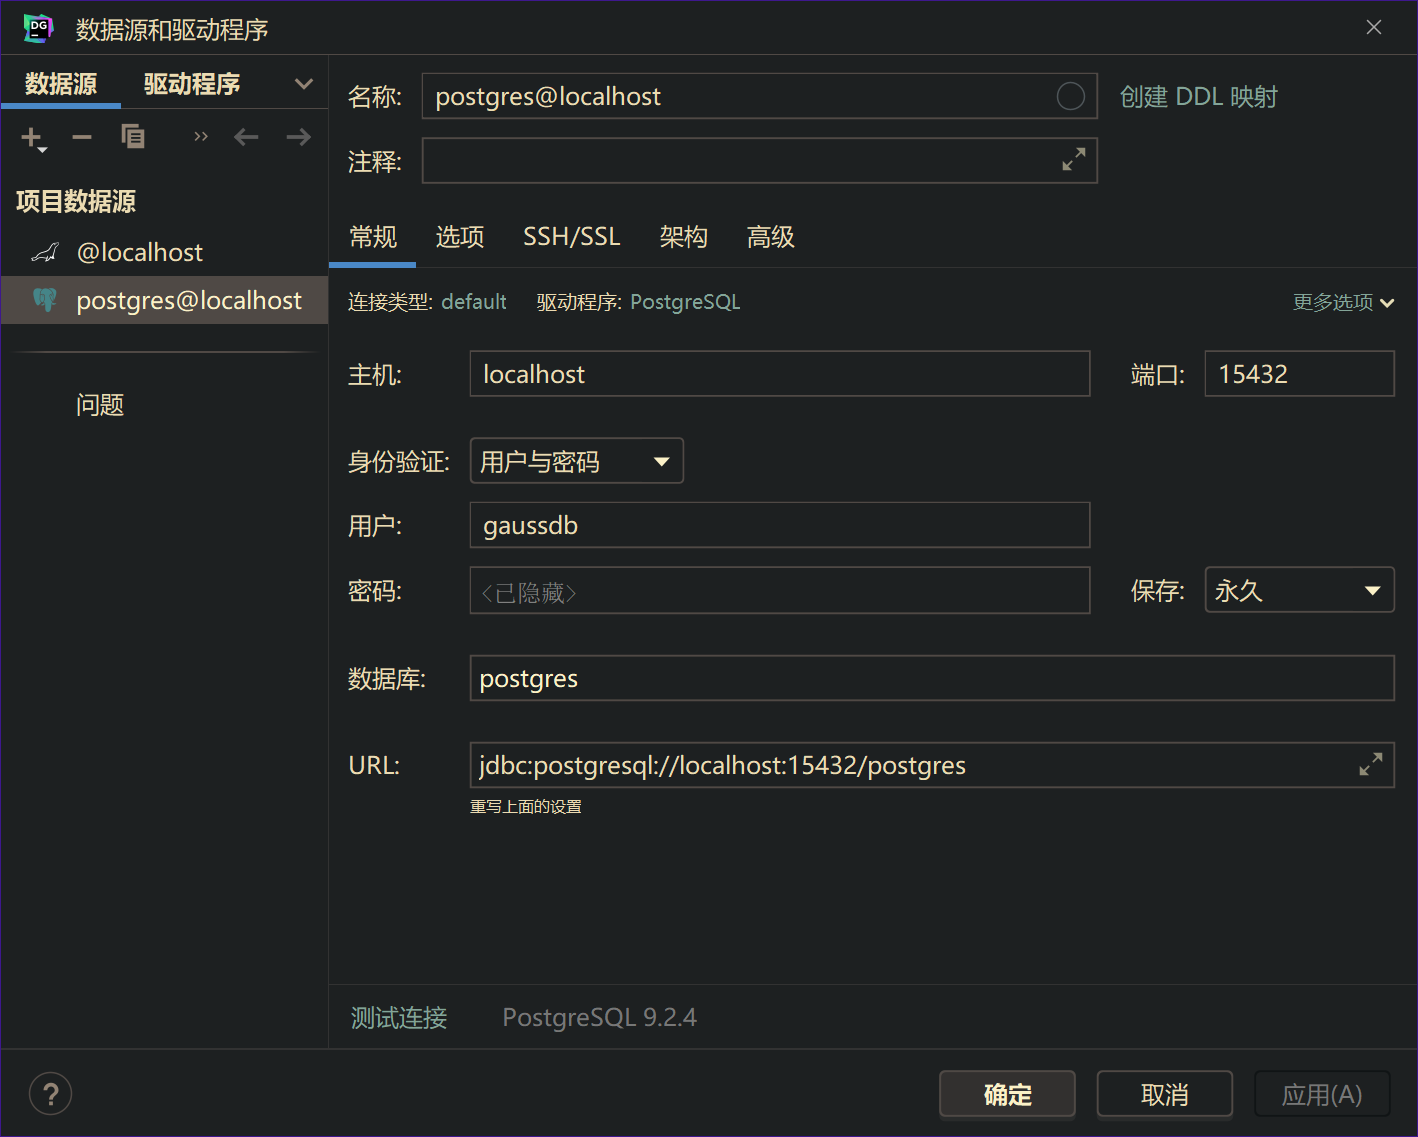 DG
数据源和驱动程序
数据源 驱动程序
项目数据源
@localhost
postgres@localhost
问题
名称: postgres@localhost 创建 DDL 映射
注释:
常规 选项 SSH/SSL 架构 高级
连接类型: default 驱动程序: PostgreSQL 更多选项
主机: localhost 端口: 15432
身份验证: 用户与密码
用户: gaussdb
密码: <已隐藏> 保存: 永久
数据库: postgres
URL: jdbc:postgresql://localhost:15432/postgres
重写上面的设置
测试连接 PostgreSQL 9.2.4
? 确定 取消 应用(A)